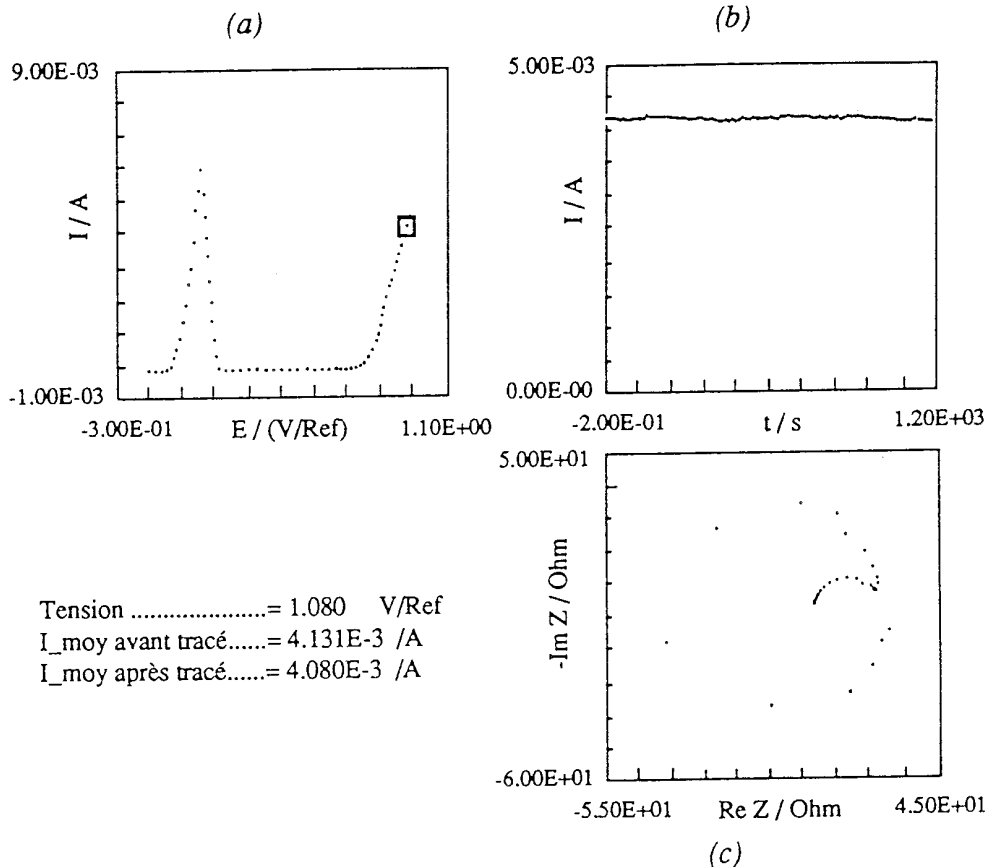 (a)
9.00E-03
I / A
-1.00E-03
-3.00E-01 E / (V/Ref) 1.10E+00
(b)
5.00E-03
I / A
0.00E-00
-2.00E-01 t / s 1.20E+03
5.00E+01
-Im Z / Ohm
-6.00E+01
-5.50E+01 Re Z / Ohm 4.50E+01
(c)
Tension .....................= 1.080 V/Ref
I_moy avant tracé......= 4.131E-3 /A
I_moy après tracé......= 4.080E-3 /A